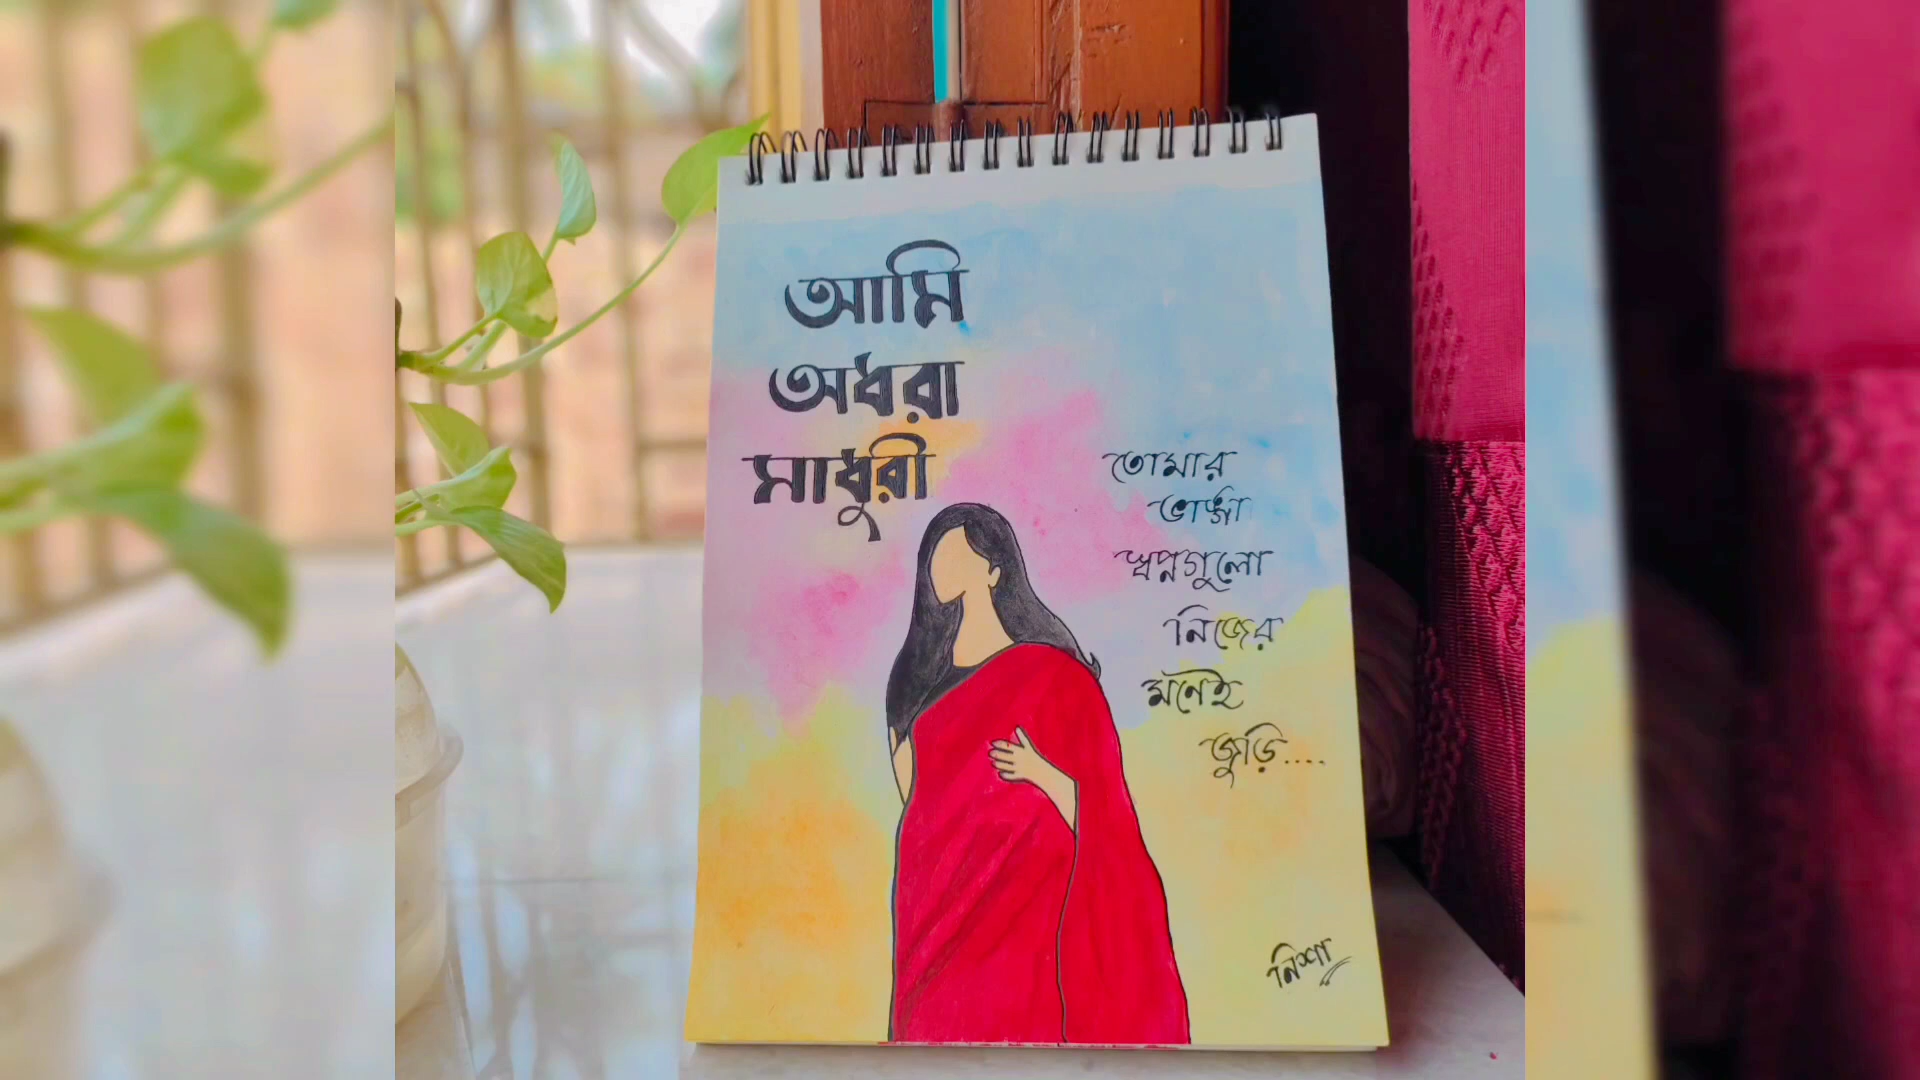 আমি
অধরা
মাধুরী
তোমার
ভাঙ্গা
স্বপ্নগুলো
নিজের
মনেই
জুড়ি....
নিশা